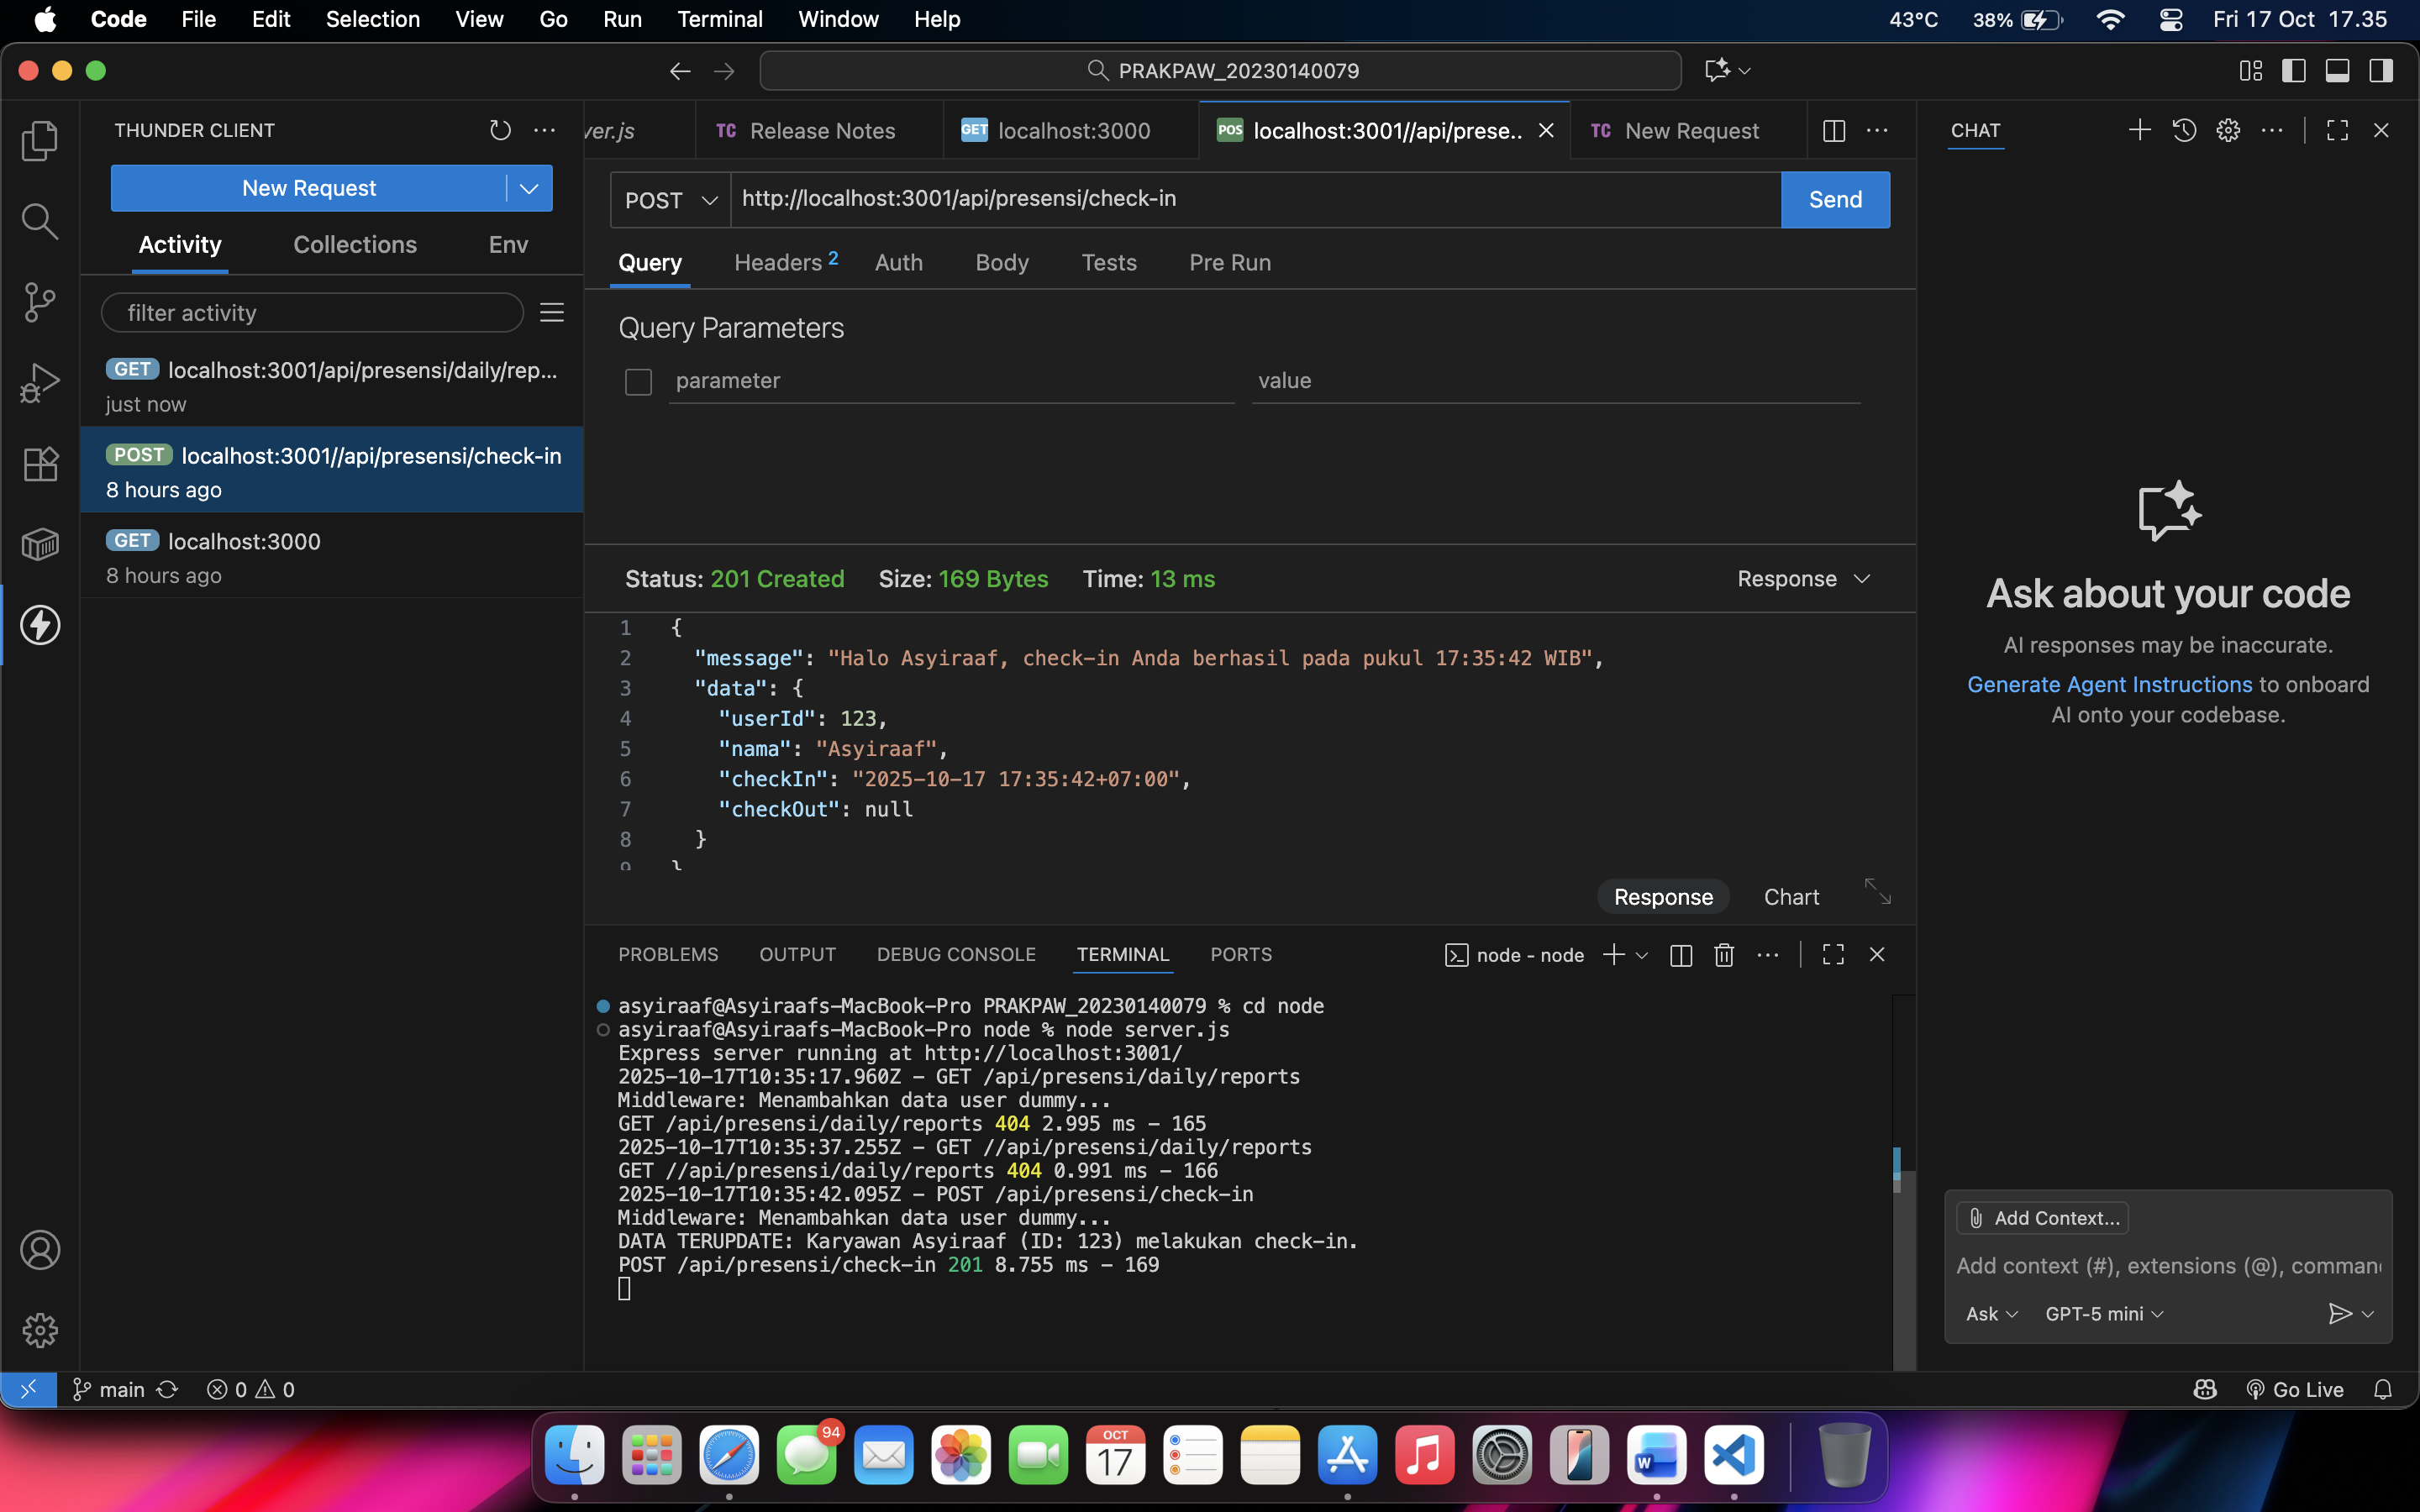 Code File Edit Selection View Go Run Terminal Window Help 43°C 38% Fri 17 Oct 17.35
PRAKPAW_20230140079
THUNDER CLIENT
New Request
Activity Collections Env
filter activity
GET localhost:3001/api/presensi/daily/rep...
just now
POST localhost:3001//api/presensi/check-in
8 hours ago
GET localhost:3000
8 hours ago
ver.js TC Release Notes GET localhost:3000 POS localhost:3001//api/prese.. TC New Request
POST http://localhost:3001/api/presensi/check-in Send
Query Headers 2 Auth Body Tests Pre Run
Query Parameters
parameter value
Status: 201 Created Size: 169 Bytes Time: 13 ms Response
1 {
2 "message": "Halo Asyiraaf, check-in Anda berhasil pada pukul 17:35:42 WIB",
3 "data": {
4 "userId": 123,
5 "nama": "Asyiraaf",
6 "checkIn": "2025-10-17 17:35:42+07:00",
7 "checkOut": null
8 }
9 }
Response Chart
PROBLEMS OUTPUT DEBUG CONSOLE TERMINAL PORTS node - node
asyiraaf@Asyiraafs-MacBook-Pro PRAKPAW_20230140079 % cd node
asyiraaf@Asyiraafs-MacBook-Pro node % node server.js
Express server running at http://localhost:3001/
2025-10-17T10:35:17.960Z - GET /api/presensi/daily/reports
Middleware: Menambahkan data user dummy...
GET /api/presensi/daily/reports 404 2.995 ms - 165
2025-10-17T10:35:37.255Z - GET //api/presensi/daily/reports
GET //api/presensi/daily/reports 404 0.991 ms - 166
2025-10-17T10:35:42.095Z - POST /api/presensi/check-in
Middleware: Menambahkan data user dummy...
DATA TERUPDATE: Karyawan Asyiraaf (ID: 123) melakukan check-in.
POST /api/presensi/check-in 201 8.755 ms - 169
CHAT
Ask about your code
AI responses may be inaccurate.
Generate Agent Instructions to onboard
AI onto your codebase.
Add Context...
Add context (#), extensions (@), comman
Ask GPT-5 mini
main 0 0 Go Live
94
OCT
17
W